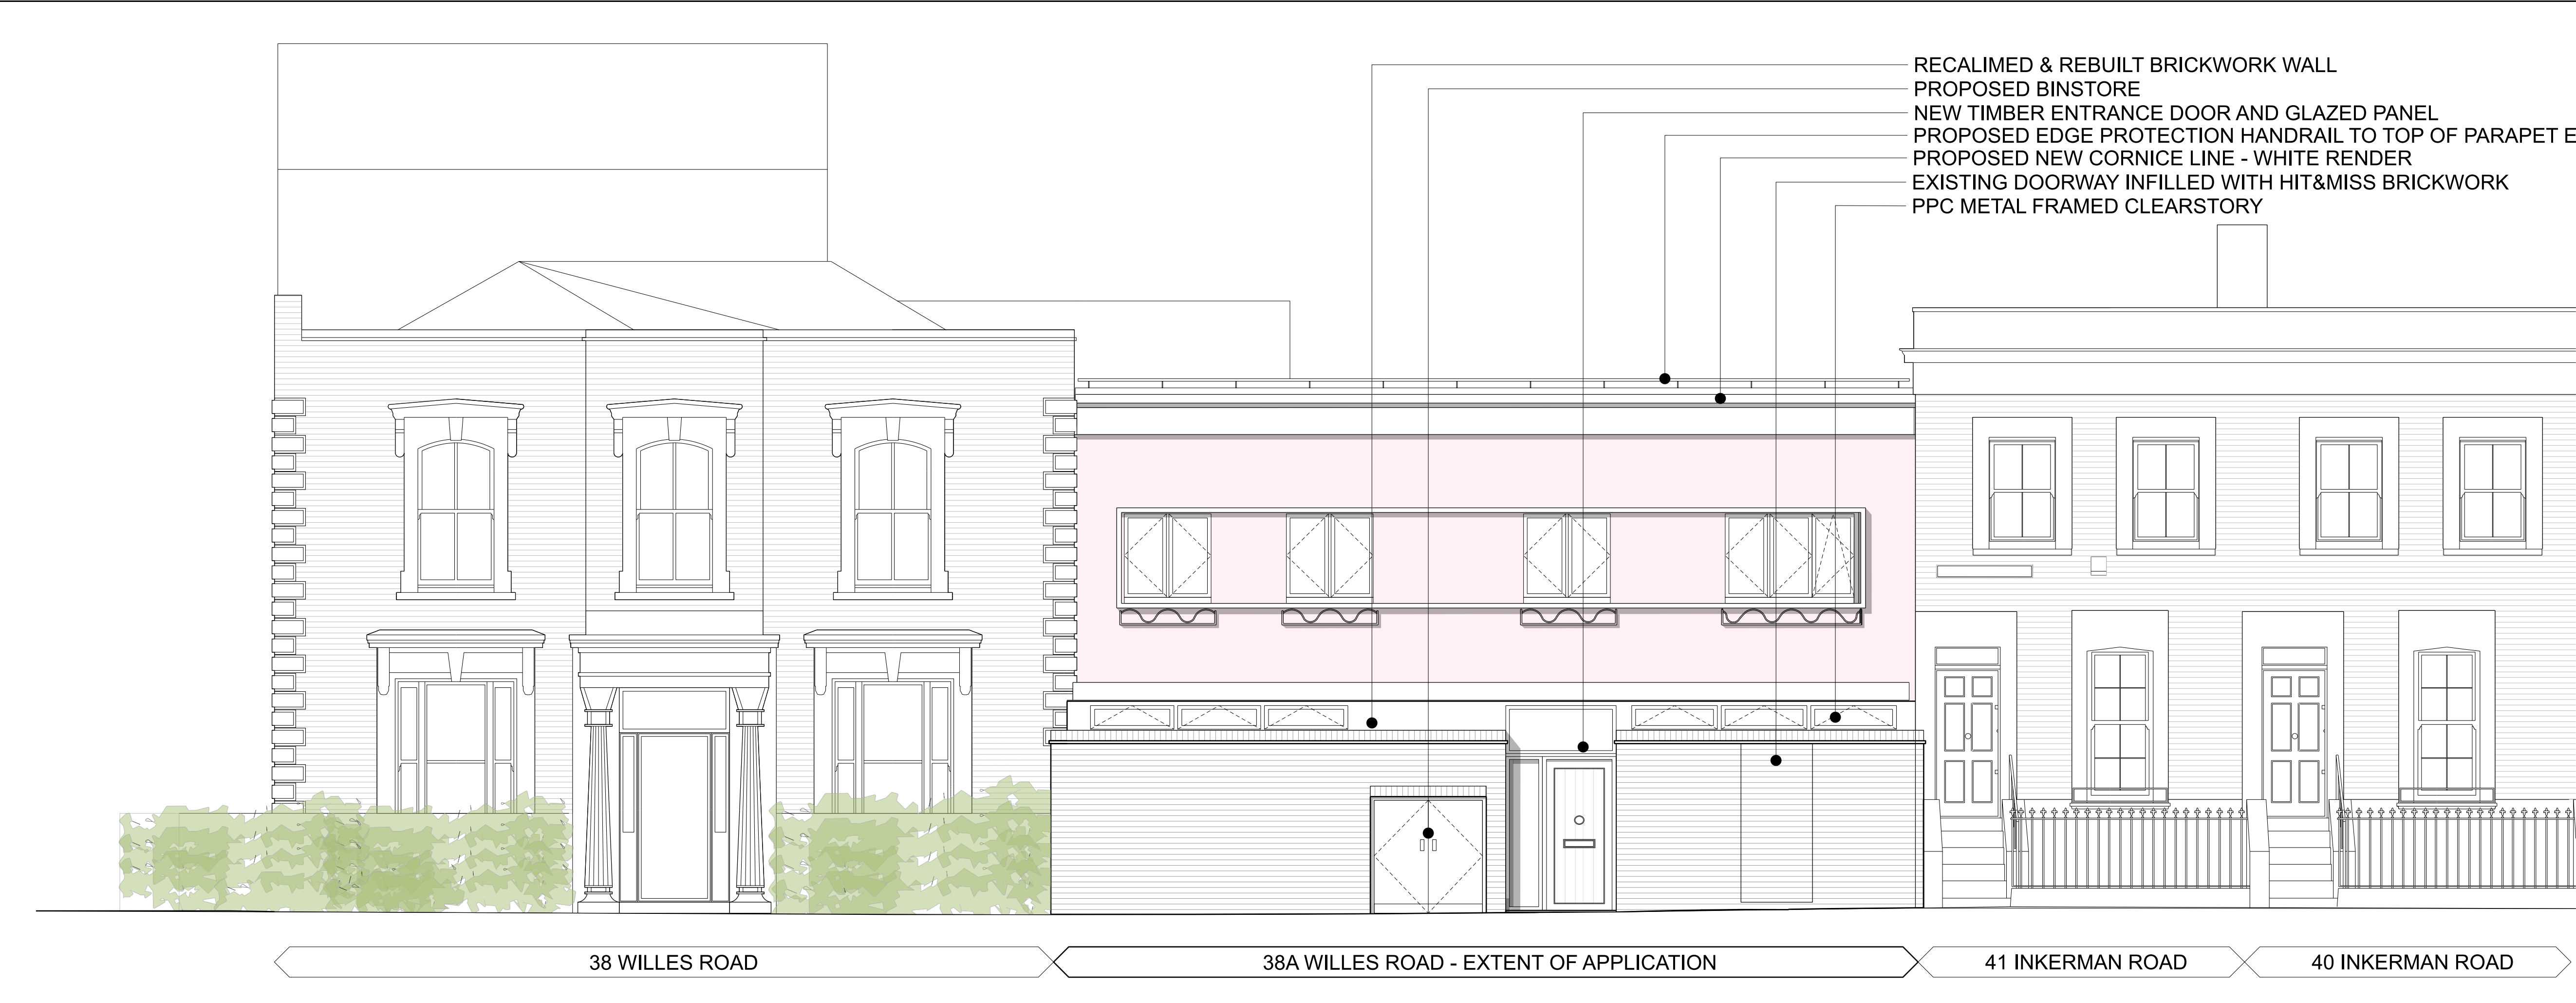 RECALIMED & REBUILT BRICKWORK WALL
PROPOSED BINSTORE
NEW TIMBER ENTRANCE DOOR AND GLAZED PANEL
PROPOSED EDGE PROTECTION HANDRAIL TO TOP OF PARAPET E
PROPOSED NEW CORNICE LINE - WHITE RENDER
EXISTING DOORWAY INFILLED WITH HIT&MISS BRICKWORK
PPC METAL FRAMED CLEARSTORY
38 WILLES ROAD
38A WILLES ROAD - EXTENT OF APPLICATION
41 INKERMAN ROAD
40 INKERMAN ROAD